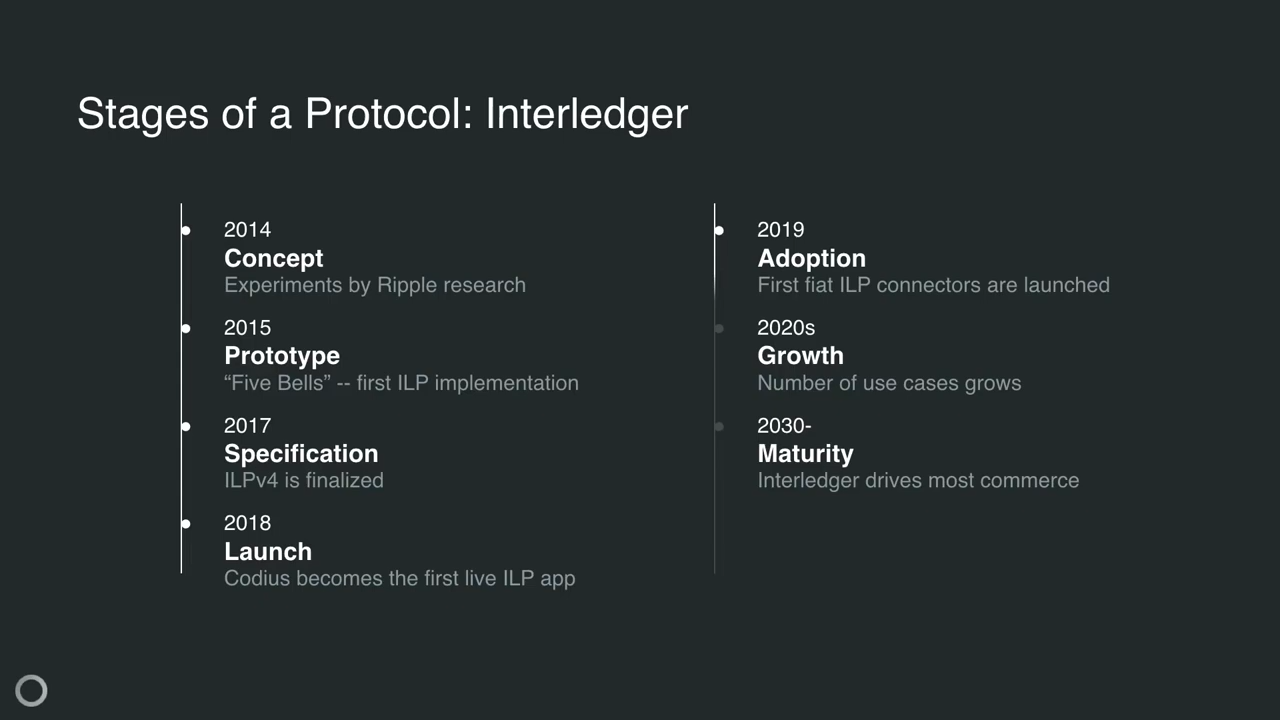 Stages of a Protocol: Interledger
2014
Concept
Experiments by Ripple research
2015
Prototype
“Five Bells” -- first ILP implementation
2017
Specification
ILPv4 is finalized
2018
Launch
Codius becomes the first live ILP app
2019
Adoption
First fiat ILP connectors are launched
2020s
Growth
Number of use cases grows
2030-
Maturity
Interledger drives most commerce